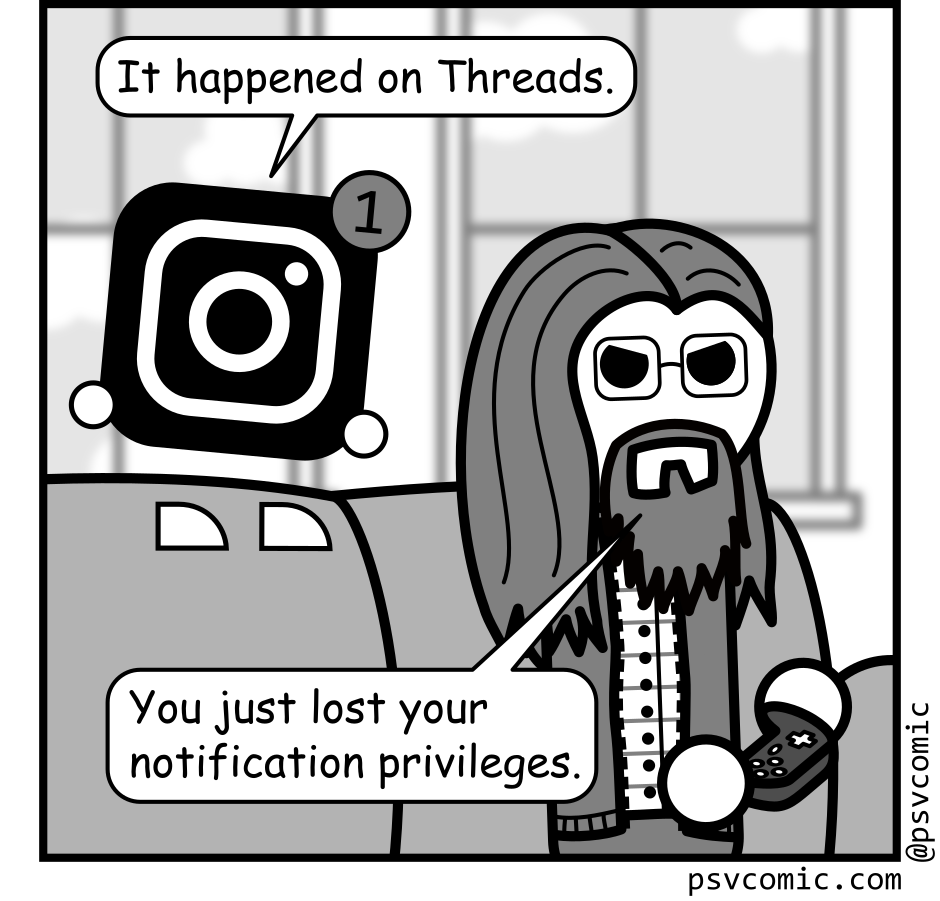 It happened on Threads.
1
You just lost your
notification privileges.
@psvcomic
psvcomic.com